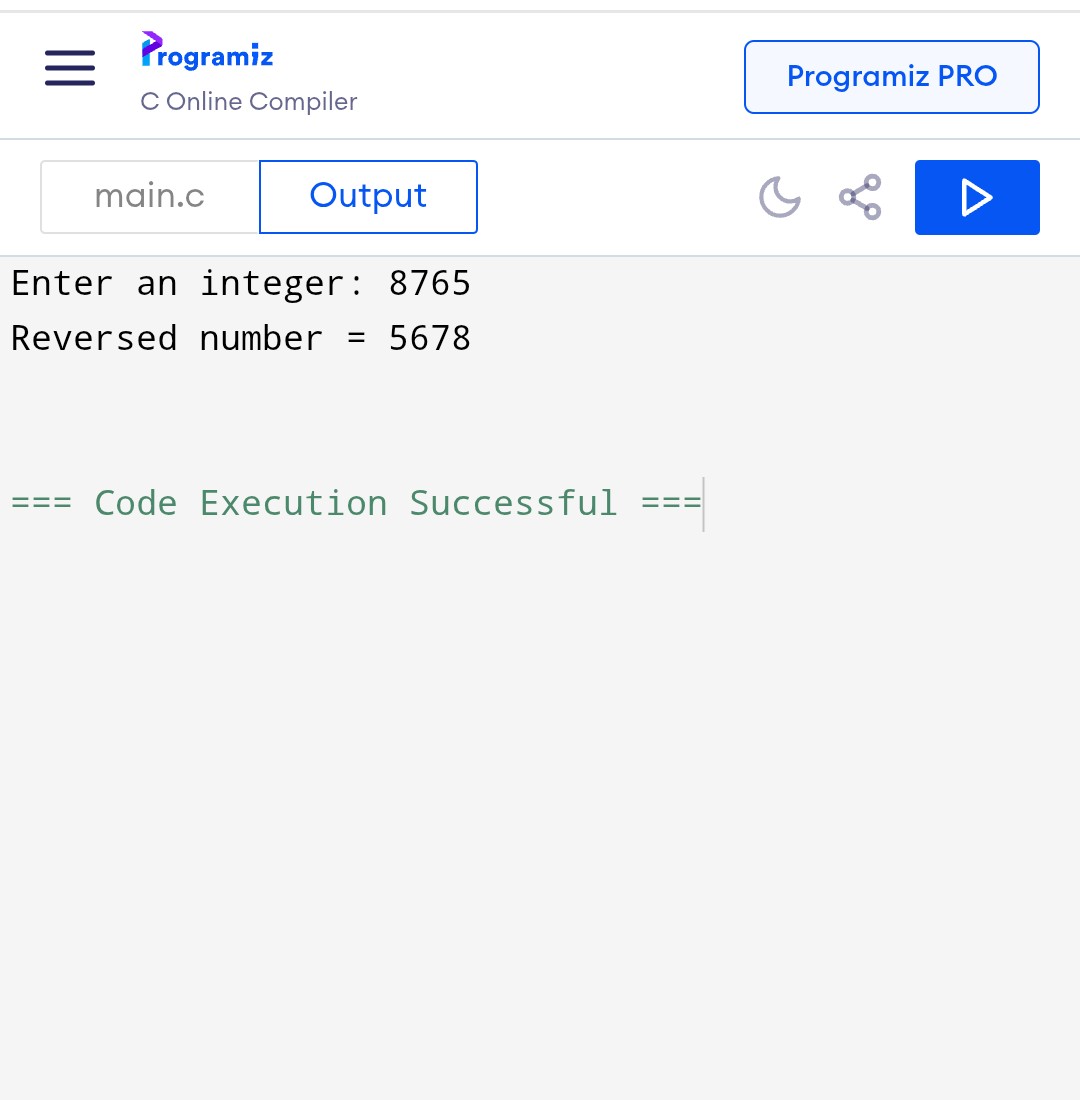 Programiz
C Online Compiler
Programiz PRO
main.c
Output
Enter an integer: 8765
Reversed number = 5678
=== Code Execution Successful ===